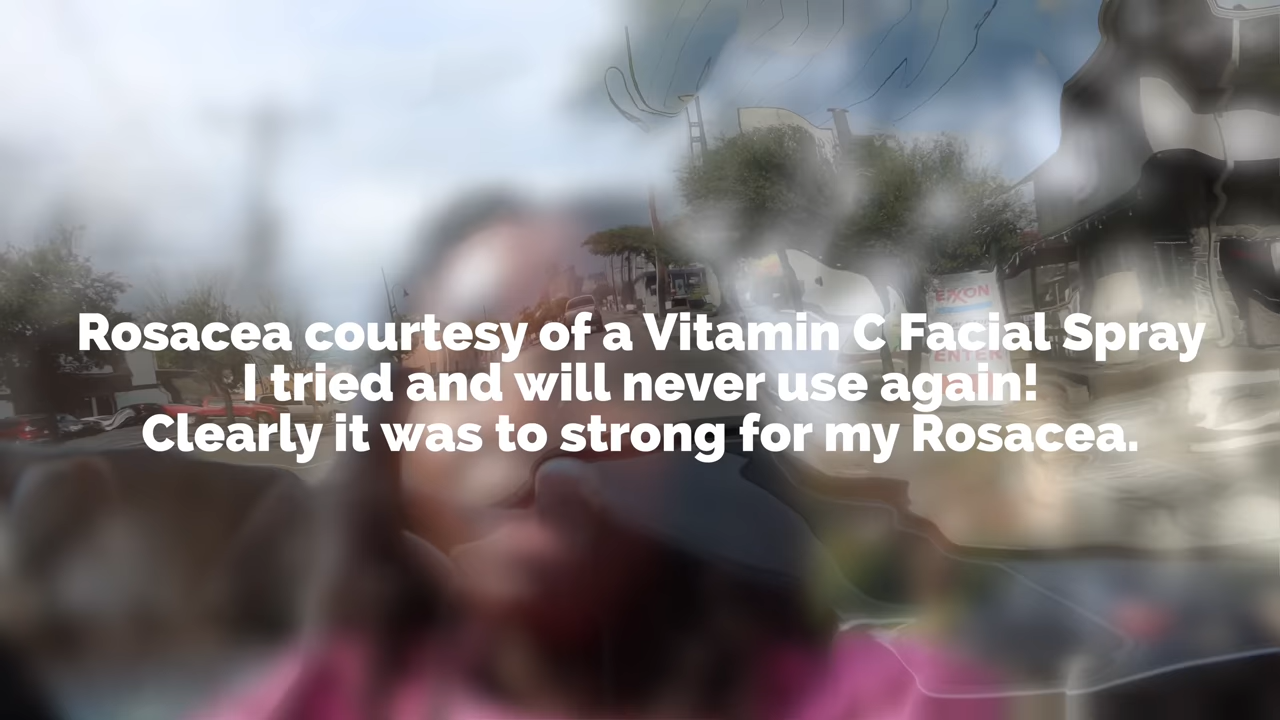 Rosacea courtesy of a Vitamin C Facial Spray
I tried and will never use again!
Clearly it was to strong for my Rosacea.
EXXON
ENTER